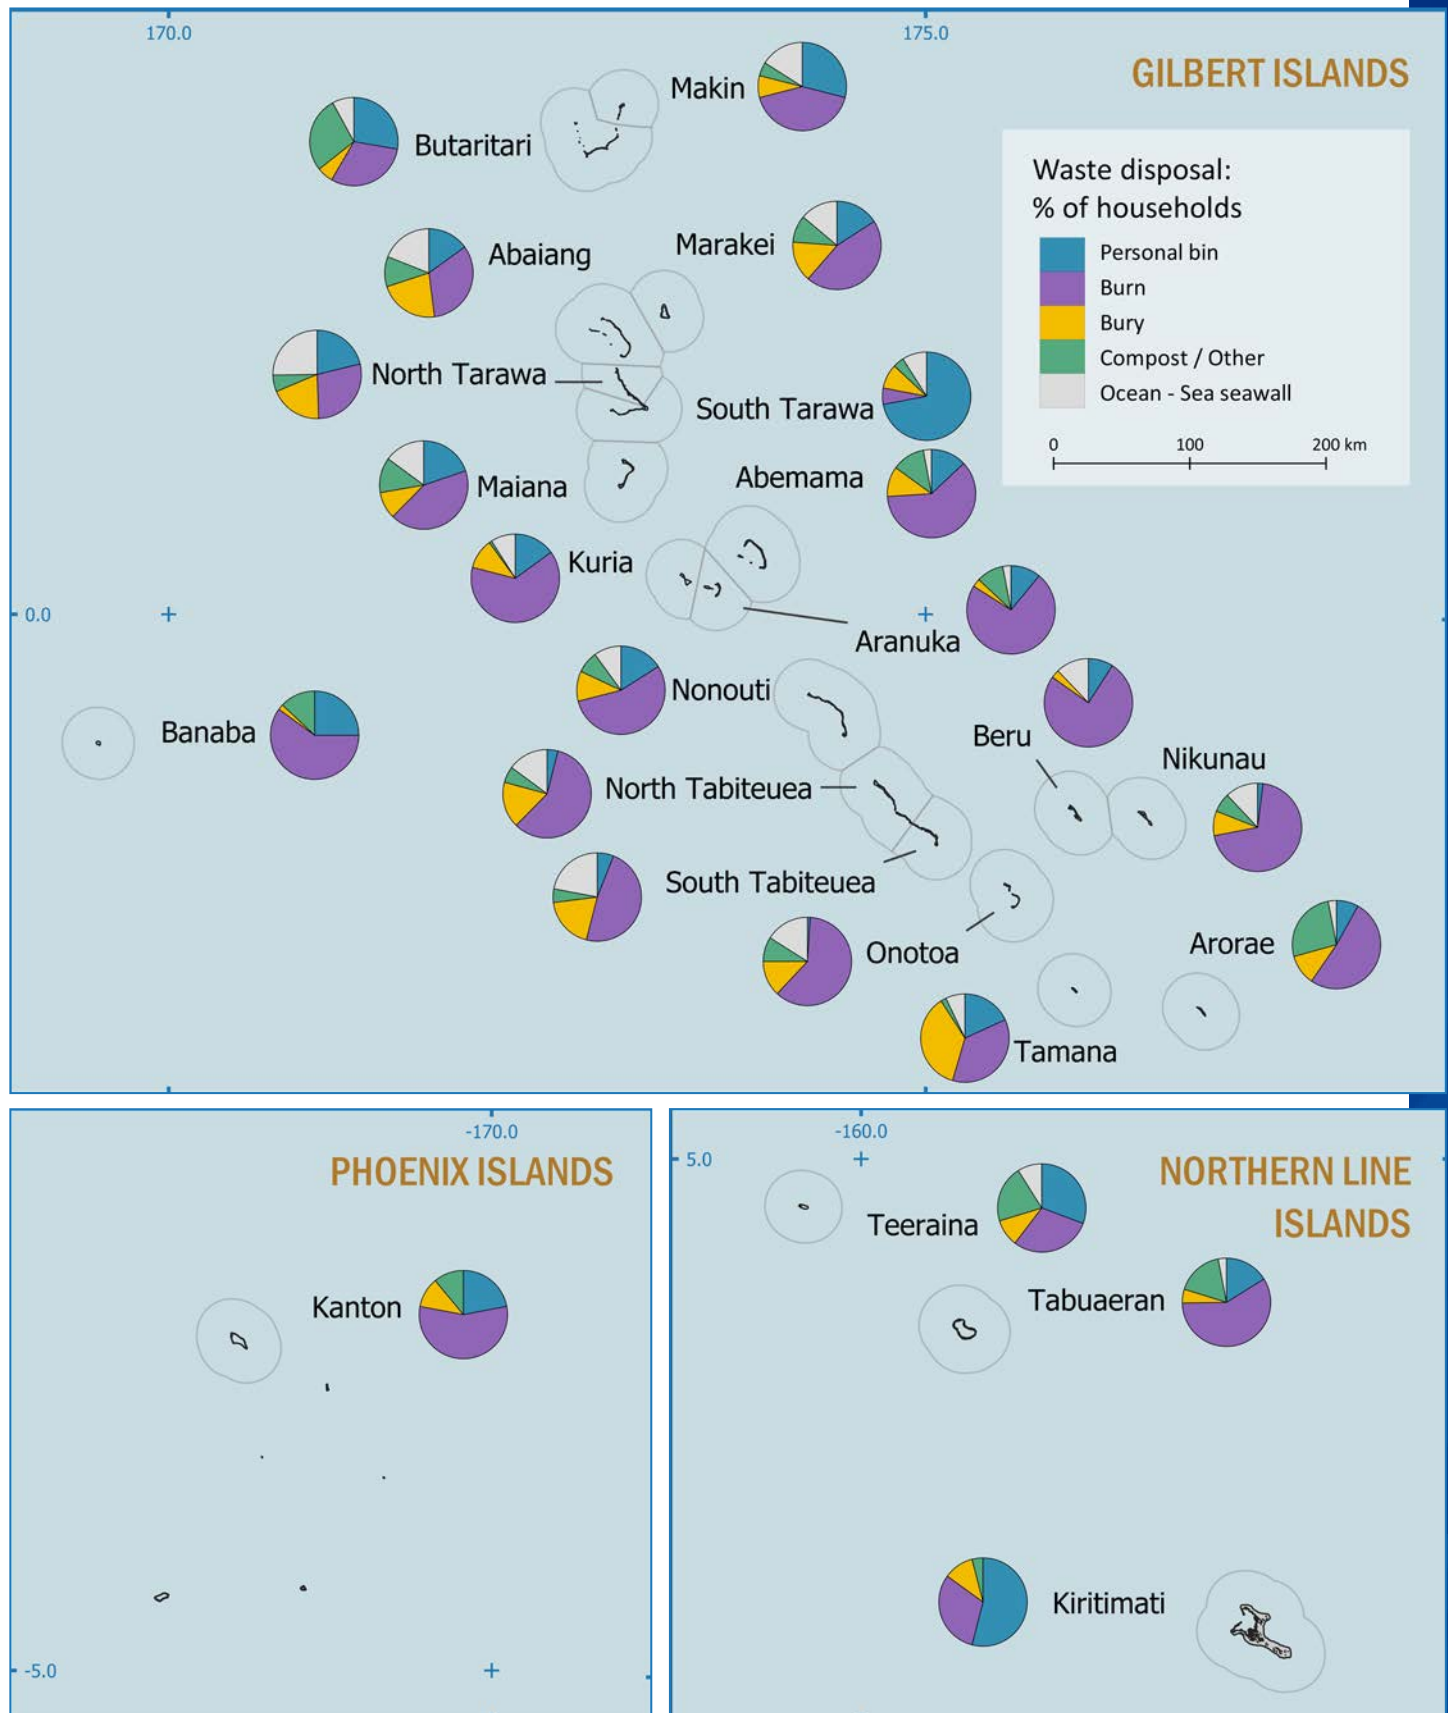 170.0
175.0
GILBERT ISLANDS
Makin
Butaritari
Waste disposal:
% of households
Personal bin
Burn
Bury
Compost / Other
Ocean - Sea seawall
0 100 200 km
Marakei
Abaiang
North Tarawa
South Tarawa
Abemama
Maiana
Kuria
0.0
Aranuka
Nonouti
Banaba
Beru
Nikunau
North Tabiteuea
South Tabiteuea
Onotoa
Arorae
Tamana
-170.0
PHOENIX ISLANDS
Kanton
-5.0
-160.0
5.0
NORTHERN LINE
ISLANDS
Teeraina
Tabuaeran
Kiritimati